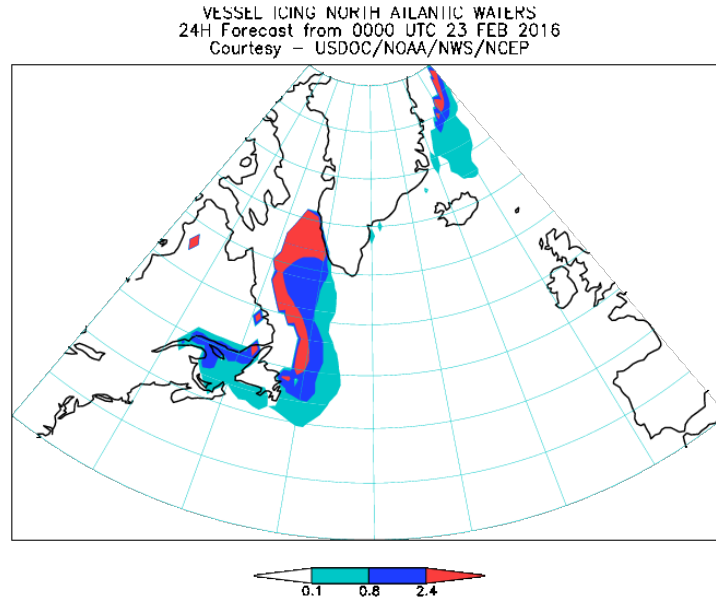 VESSEL ICING NORTH ATLANTIC WATERS
24H Forecast from 0000 UTC 23 FEB 2016
Courtesy – USDOC/NOAA/NWS/NCEP
0.1 0.8 2.4